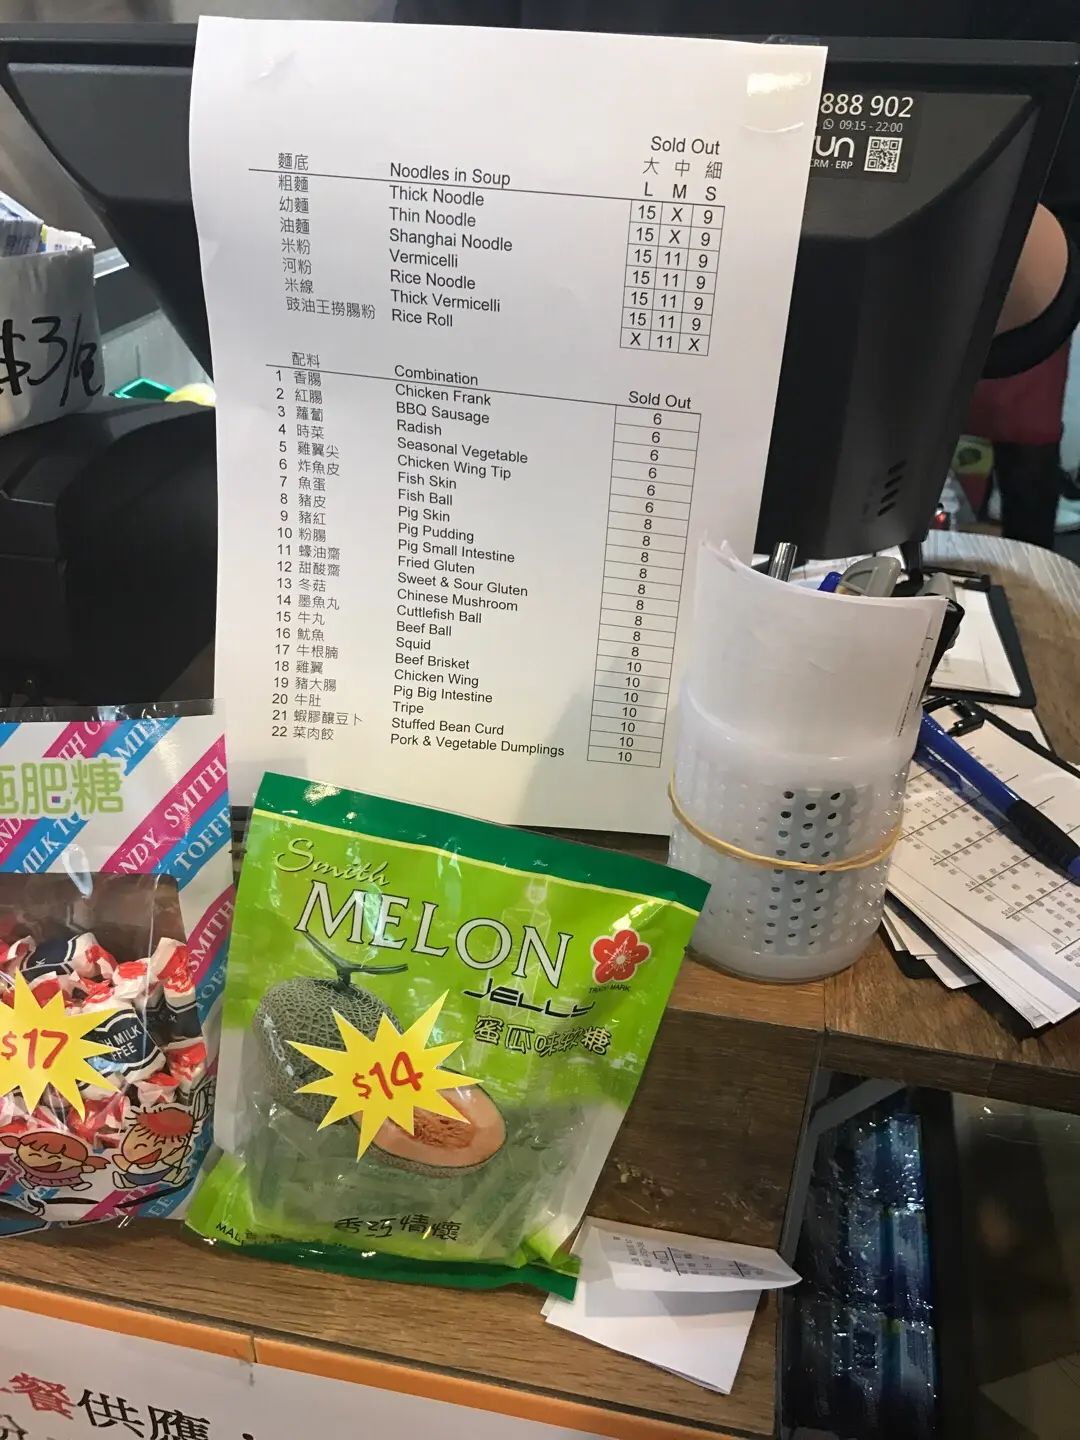 888 902
09:15 - 22:00
CRM · ERP
Sold Out
大 中 細
麵底 Noodles in Soup L M S
粗麵 Thick Noodle 15 X 9
幼麵 Thin Noodle 15 X 9
油麵 Shanghai Noodle 15 11 9
米粉 Vermicelli 15 11 9
河粉 Rice Noodle 15 11 9
米線 Thick Vermicelli 15 11 9
豉油王撈腸粉 Rice Roll X 11 X
配料 Combination Sold Out
1 香腸 Chicken Frank 6
2 紅腸 BBQ Sausage 6
3 蘿蔔 Radish 6
4 時菜 Seasonal Vegetable 6
5 雞翼尖 Chicken Wing Tip 6
6 炸魚皮 Fish Skin 6
7 魚蛋 Fish Ball 8
8 豬皮 Pig Skin 8
9 豬紅 Pig Pudding 8
10 粉腸 Pig Small Intestine 8
11 蠔油齋 Fried Gluten 8
12 甜酸齋 Sweet & Sour Gluten 8
13 冬菇 Chinese Mushroom 8
14 墨魚丸 Cuttlefish Ball 8
15 牛丸 Beef Ball 8
16 魷魚 Squid 10
17 牛根腩 Beef Brisket 10
18 雞翼 Chicken Wing 10
19 豬大腸 Pig Big Intestine 10
20 牛肚 Tripe 10
21 蝦膠釀豆卜 Stuffed Bean Curd 10
22 菜肉餃 Pork & Vegetable Dumplings 10
$3/包
肥糖
SMITH
TOFFE
$17
Smith
MELON
JELLY
TRADE MARK
蜜瓜味軟糖
$14
香巧情懷
餐供應